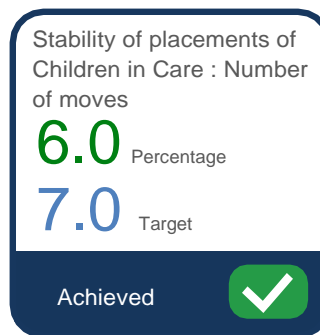 Stability of placements of
Children in Care : Number
of moves
6.0 Percentage
7.0 Target
Achieved